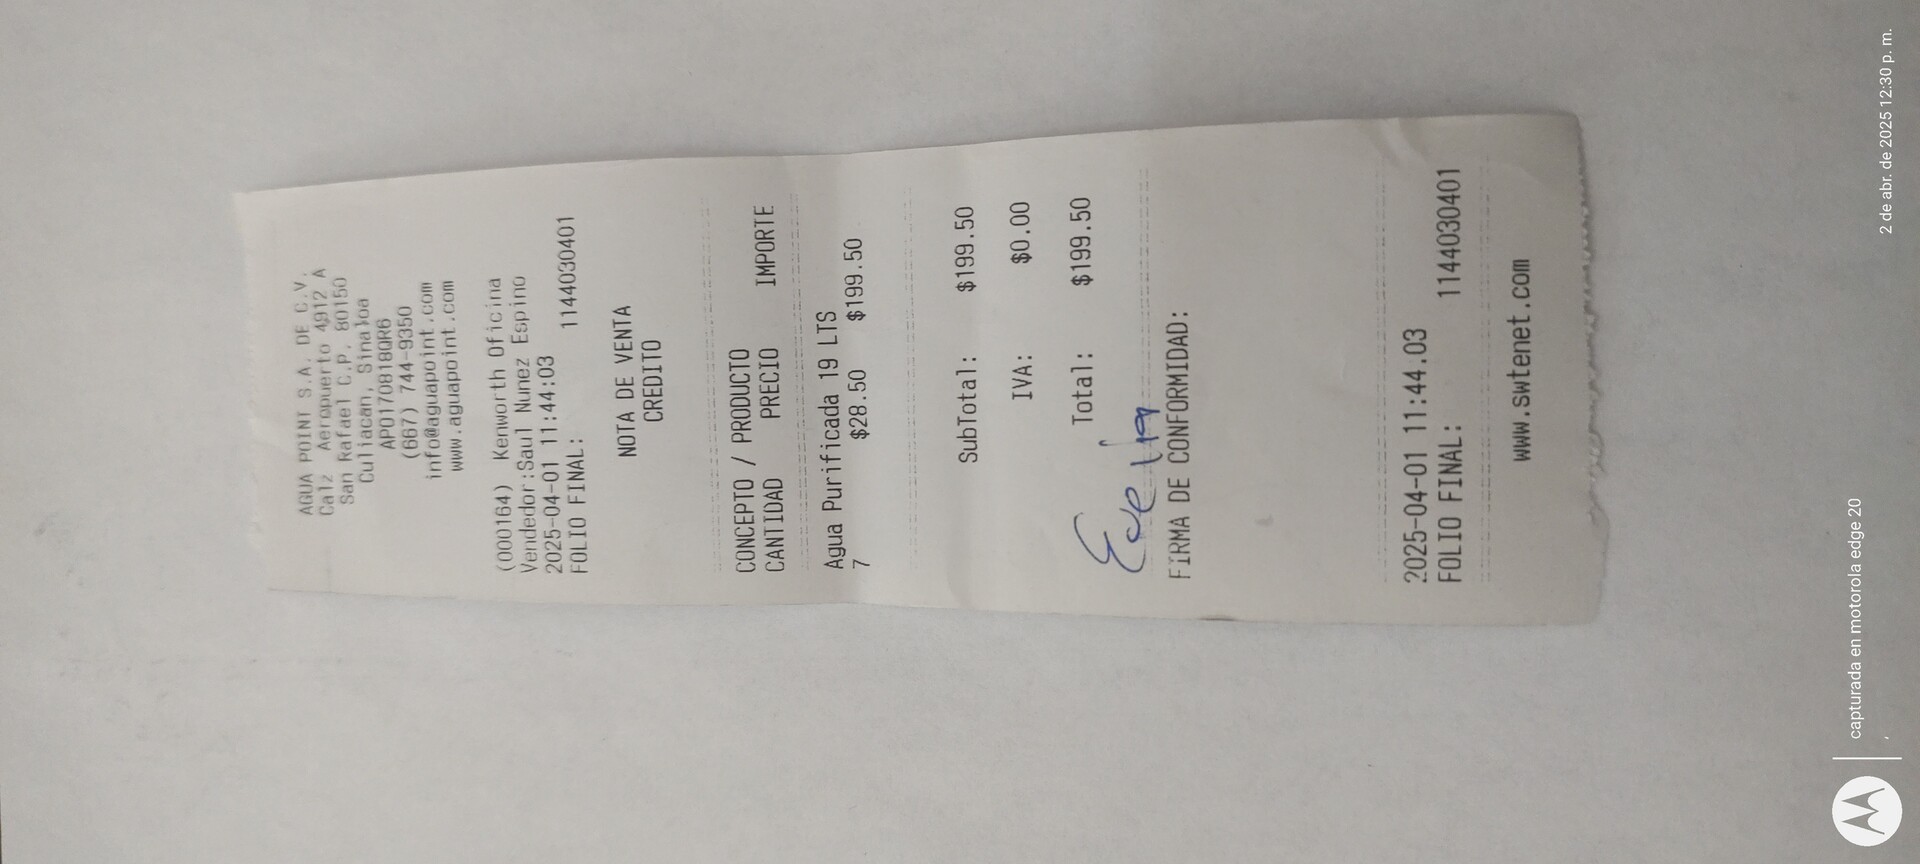 AGUA POINT S.A. DE C.V.
Calz Aeropuerto 4912 A
San Rafael C.P. 80150
Culiacan, Sinaloa
APO170818QR6
(667) 744-9350
info@aguapoint.com
www.aguapoint.com
(000164) Kenworth Oficina
Vendedor:Saul Nunez Espino
2025-04-01 11:44:03
FOLIO FINAL: 1144030401
NOTA DE VENTA
CREDITO
CONCEPTO / PRODUCTO
CANTIDAD PRECIO IMPORTE
Agua Purificada 19 LTS
7 $28.50 $199.50
SubTotal: $199.50
IVA: $0.00
Total: $199.50
FIRMA DE CONFORMIDAD:
2025-04-01 11:44.03
FOLIO FINAL: 1144030401
www.swtenet.com
capturada en motorola edge 20
2 de abr. de 2025 12:30 p. m.